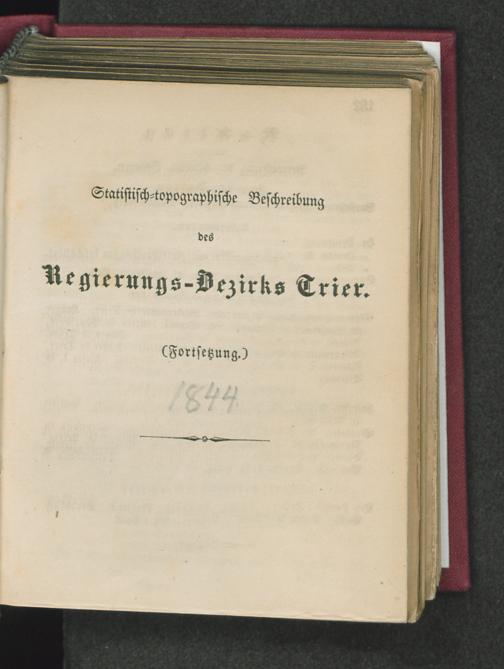 Statistisch-topographische Beschreibung
des
Regierungs-Bezirks Trier.
(Fortsetzung.)
1844